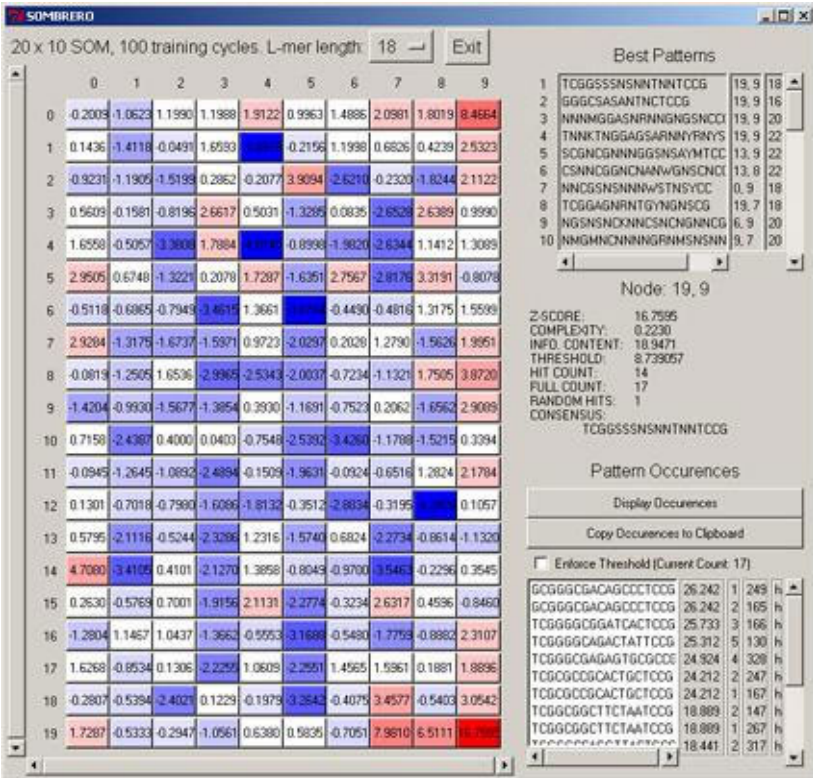 SOMBRERO
20 x 10 SOM, 100 training cycles. L-mer length: 18 Exit
0 1 2 3 4 5 6 7 8 9
0 -0.2009 -1.0623 1.1990 1.1988 1.9122 0.9963 1.4886 2.0981 1.8019 8.4664
1 0.1436 -1.4118 -0.0491 1.6593 -0.2156 1.1998 0.6826 0.4239 2.5323
2 -0.9231 -1.1905 -1.5199 0.2862 -0.2077 3.9094 -2.6210 -0.2320 -1.8244 2.1122
3 0.5609 -0.1581 -0.8196 2.6617 0.5031 -1.3285 0.0835 -2.6528 2.6389 0.9990
4 1.6558 -0.5057 -3.3808 1.7884 -0.8998 -1.9820 -2.6344 1.1412 1.3089
5 2.9505 0.6748 -1.3221 0.2078 1.7287 -1.6351 2.7567 -2.8176 3.3191 -0.8078
6 -0.5118 -0.6865 -0.7949 -3.4615 1.3661 -0.4490 -0.4816 1.3175 1.5599
7 2.9284 -1.3175 -1.6737 -1.5971 0.9723 -2.0297 0.2028 1.2790 -1.5626 1.9951
8 -0.0819 -1.2505 1.6536 -2.9965 -2.5343 -2.0037 -0.7234 -1.1321 1.7505 3.8720
9 -1.4204 -0.9930 -1.5677 -1.3854 0.3930 -1.1691 -0.7523 0.2062 -1.6562 2.9089
10 0.7158 -2.4387 0.4000 0.0403 -0.7548 -2.5392 -3.4260 -1.1788 -1.5215 0.3394
11 -0.0945 -1.2645 -1.0892 -2.4894 -0.1509 -1.9631 -0.0924 -0.6516 1.2824 2.1784
12 0.1301 -0.7018 -0.7980 -1.6086 -1.8132 -0.3512 -2.8834 -0.3195 0.1057
13 0.5795 -2.1116 -0.5244 -2.3286 1.2316 -1.5740 0.6824 -2.2734 -0.8614 -1.1320
14 4.7080 -3.4105 0.4101 -2.1270 1.3858 -0.8049 -0.9700 -3.5463 -0.2296 0.3545
15 0.2630 -0.5769 0.7001 -1.9156 2.1131 -2.2774 -0.3234 2.6317 0.4596 -0.8460
16 -1.2804 1.1467 1.0437 -1.3662 -0.5553 -3.1688 -0.5480 -1.7759 -0.8882 2.3107
17 1.6268 -0.8534 0.1306 -2.2255 1.0609 -2.2551 1.4565 1.5961 0.1881 1.8896
18 -0.2807 -0.5394 -2.4021 0.1229 -0.1979 -3.2642 -0.4075 3.4577 -0.5403 3.0542
19 1.7287 -0.5333 -0.2947 -1.0561 0.6380 0.5835 -0.7051 7.9810 6.5111 16.7595
Best Patterns
1 TCGGSSSNSNNTNNTCCG 19, 9 18
2 GGGCSASANTNCTCCG 19, 9 16
3 NNNMGGASNRNNGNGSNCC 19, 9 20
4 TNNKTNGGAGSARNNYRNYS 19, 9 22
5 SCGNCGNNNGGSNSAYMTCC 13, 9 22
6 CSNNCGGNCNANWGNSCNC 13, 8 22
7 NNCGNSNSNNNWSTNSYCC 0, 9 18
8 TCGGAGNRNTGYNGNSCG 19, 7 18
9 NGSNSNCKNNCSNCNGNNCG 6, 9 20
10 NNMGMNCNNNNGRNMSNSNN 9, 7 20
Node: 19, 9
Z-SCORE: 16.7595
COMPLEXITY: 0.2230
INFO. CONTENT: 18.9471
THRESHOLD: 8.739057
HIT COUNT: 14
FULL COUNT: 17
RANDOM HITS: 1
CONSENSUS:
TCGGSSSNSNNTNNTCCG
Pattern Occurences
Display Occurences
Copy Occurences to Clipboard
Enforce Threshold (Current Count: 17)
GCGGGCGACAGCCCTCCG 26.242 1 249 h
GCGGGCGACAGCCCTCCG 26.242 2 165 h
TCGGGGCGGATCACTCCG 25.733 3 166 h
TCGGGGCAGACTATTCCG 25.312 5 130 h
TCGGGCGAGAGTGCGCCG 24.924 4 328 h
TCGCGCCGCACTGCTCCG 24.212 2 247 h
TCGCGCCGCACTGCTCCG 24.212 1 167 h
TCGGCGGCTTCTAATCCG 18.889 2 147 h
TCGGCGGCTTCTAATCCG 18.889 1 267 h
18.441 2 317 h